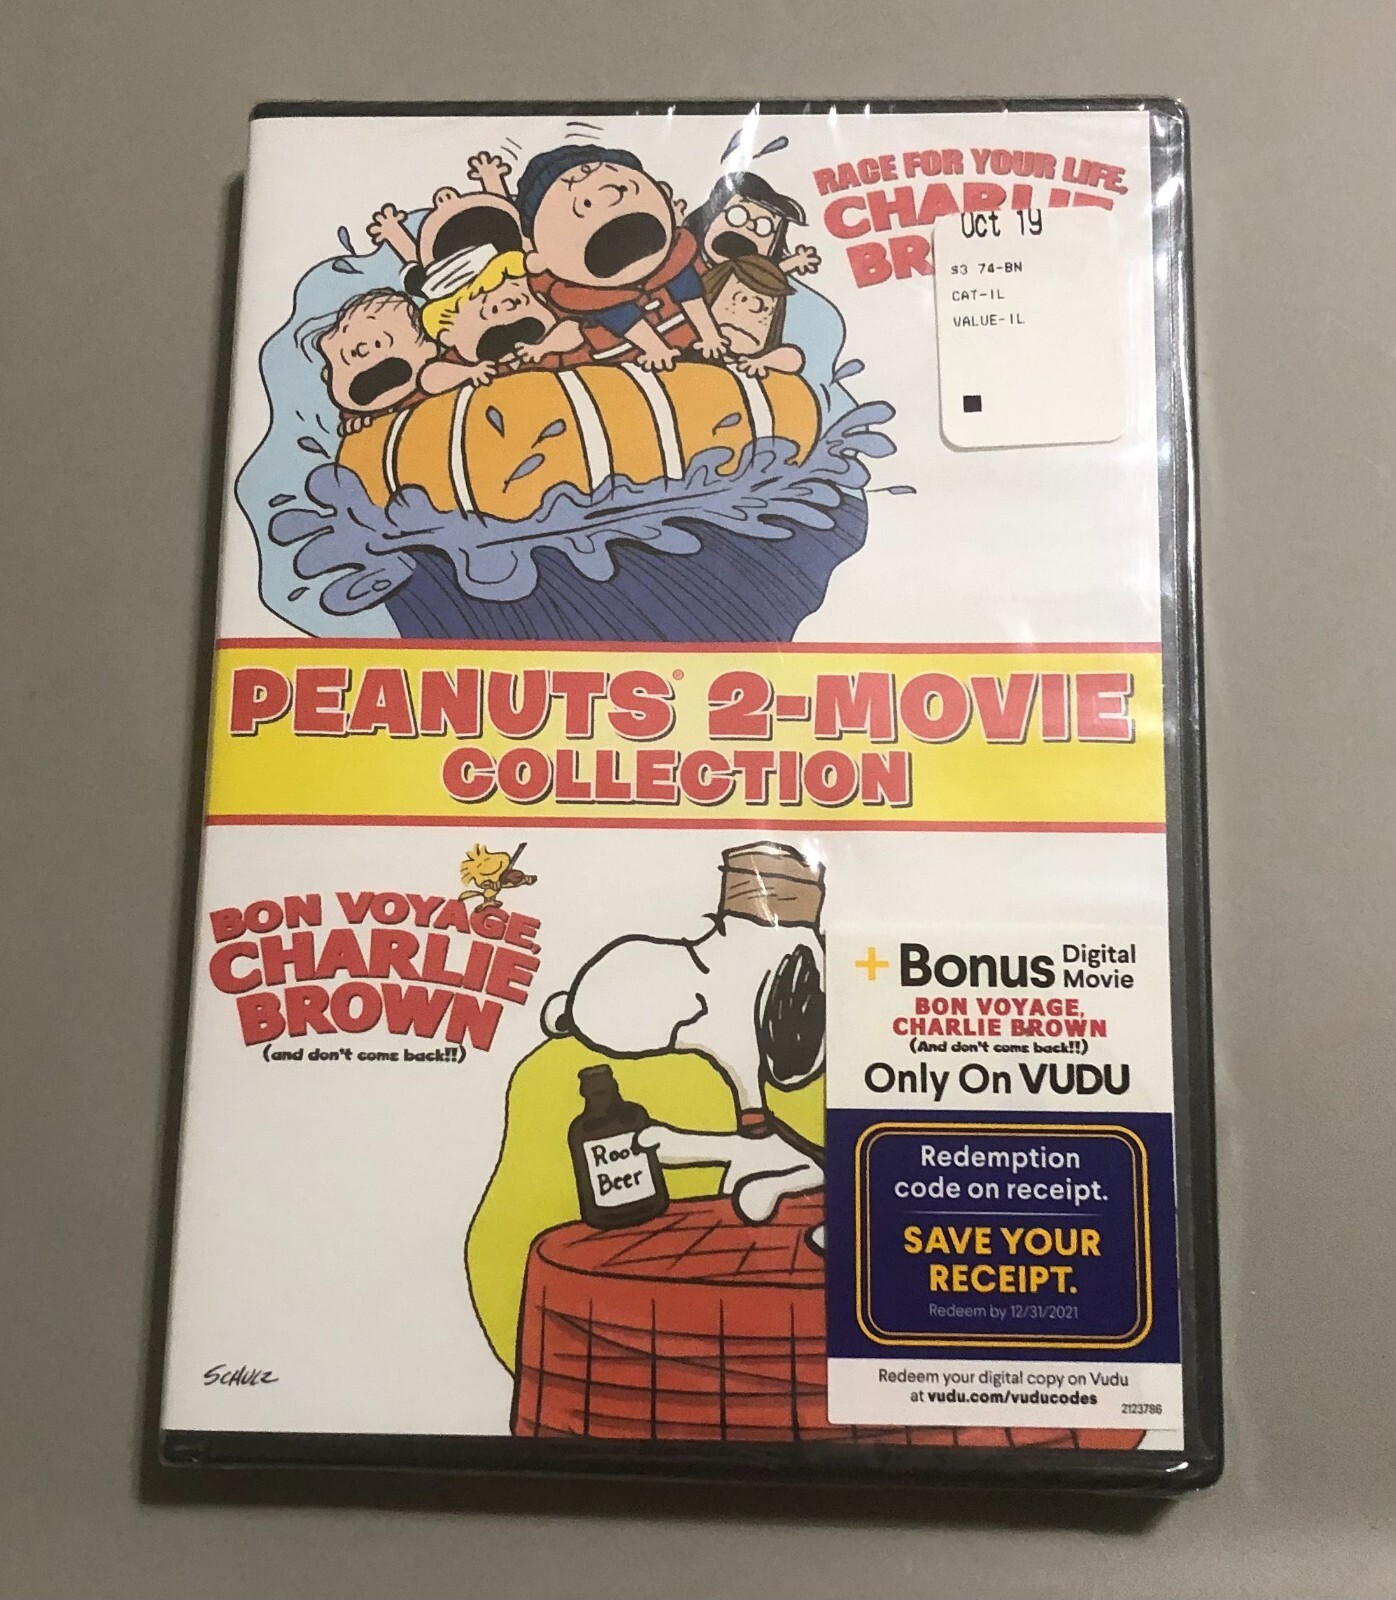 RACE FOR YOUR LIFE,
CHARLIE
BR
Oct 19
S3 74-BN
CAT-IL
VALUE-IL
PEANUTS® 2-MOVIE
COLLECTION
BON VOYAGE,
CHARLIE
BROWN
(and don't come back!!)
Root
Beer
SCHULZ
+ Bonus Digital Movie
BON VOYAGE,
CHARLIE BROWN
(And don't come back!!)
Only On VUDU
Redemption
code on receipt.
SAVE YOUR
RECEIPT.
Redeem by 12/31/2021
Redeem your digital copy on Vudu
at vudu.com/vuducodes
2123786